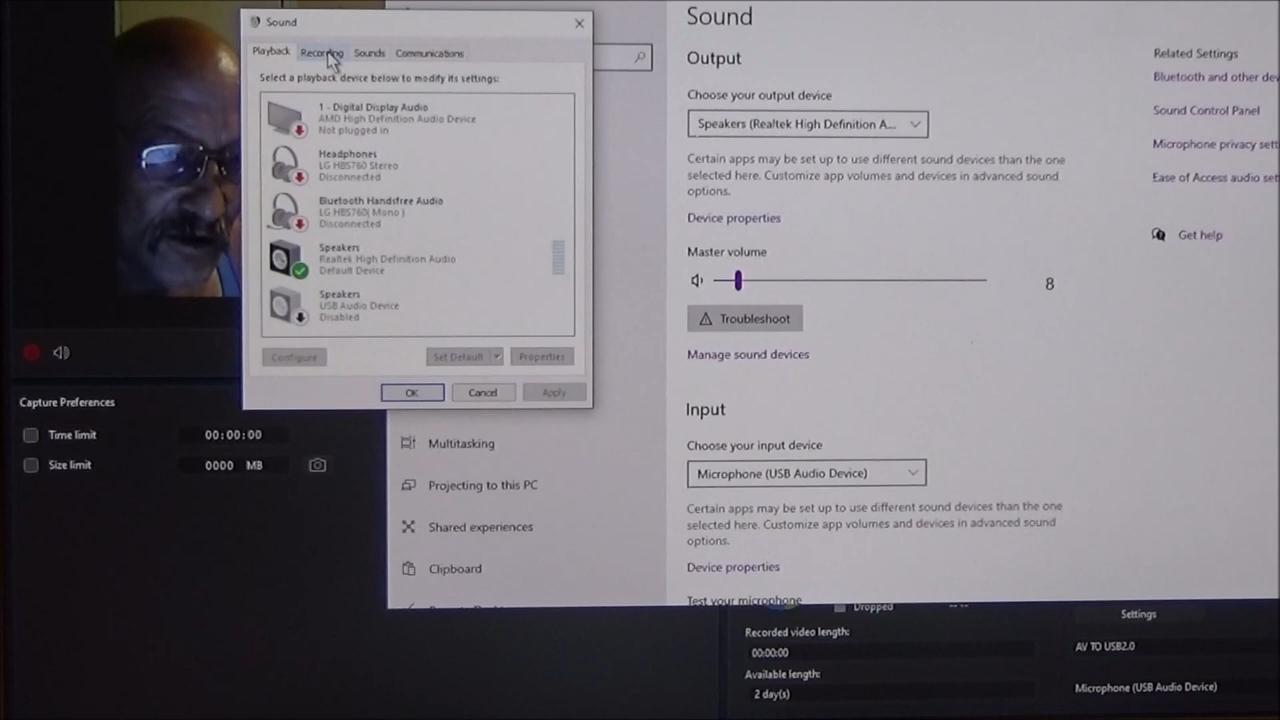 Sound
Playback
Recording
Sounds
Communications
Select a playback device below to modify its settings:
1 - Digital Display Audio
AMD High Definition Audio Device
Not plugged in
Headphones
LG HBS760 Stereo
Disconnected
Bluetooth Handsfree Audio
LG HBS760( Mono )
Disconnected
Speakers
Realtek High Definition Audio
Default Device
Speakers
USB Audio Device
Disabled
Configure
Set Default
Properties
OK
Cancel
Apply
Capture Preferences
Time limit
00:00:00
Size limit
0000 MB
Multitasking
Projecting to this PC
Shared experiences
Clipboard
Sound
Output
Choose your output device
Speakers (Realtek High Definition A...
Certain apps may be set up to use different sound devices than the one
selected here. Customize app volumes and devices in advanced sound
options.
Device properties
Master volume
8
Troubleshoot
Manage sound devices
Input
Choose your input device
Microphone (USB Audio Device)
Certain apps may be set up to use different sound devices than the one
selected here. Customize app volumes and devices in advanced sound
options.
Device properties
Test your microphone
Related Settings
Bluetooth and other dev
Sound Control Panel
Microphone privacy sett
Ease of Access audio set
Get help
Dropped
-- --
Recorded video length:
00:00:00
Available length:
2 day(s)
Settings
AV TO USB2.0
Microphone (USB Audio Device)